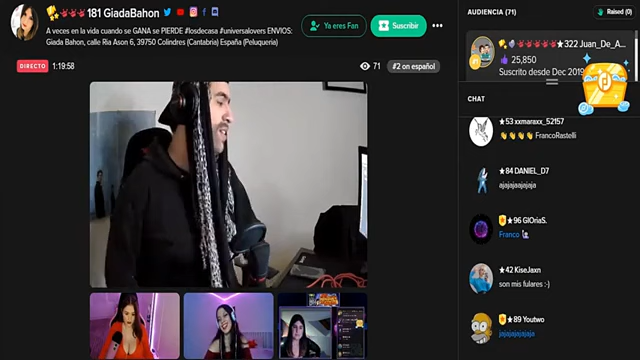 181 GiadaBahon
A veces en la vida cuando se GANA se PIERDE #losdecasa #universalovers ENVIOS:
Giada Bahon, calle Ria Ason 6, 39750 Colindres (Cantabria) España (Peluqueria)
Ya eres Fan
Suscribir
DIRECTO
1:19:58
71
#2 on español
AUDIENCIA (71)
Raised (0)
322 Juan_De_A...
25,850
Suscrito desde Dec 2019
CHAT
53 xxmaraxx_52157
FrancoRastelli
84 DANIEL_D7
ajajajaajajaja
96 GlOriaS.
Franco
42 KiseJaxn
son mis fulares :-)
89 Youtwo
jajajajajajaja